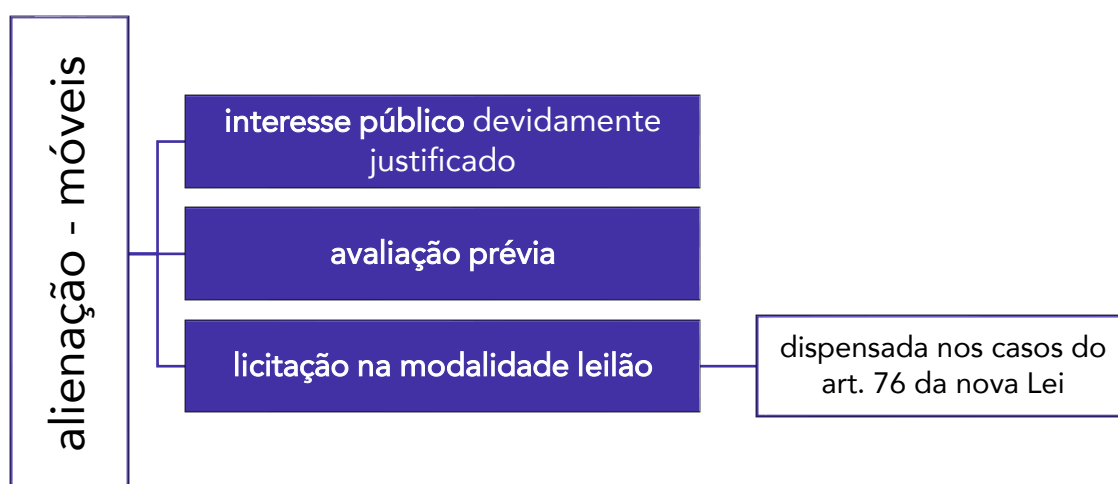 alienação - móveis
interesse público devidamente
justificado
avaliação prévia
licitação na modalidade leilão
dispensada nos casos do
art. 76 da nova Lei